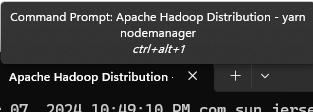 Command Prompt: Apache Hadoop Distribution - yarn
nodemanager
ctrl+alt+1
Apache Hadoop Distribution -
07, 2024 10:49:10 PM com.sun.jerse